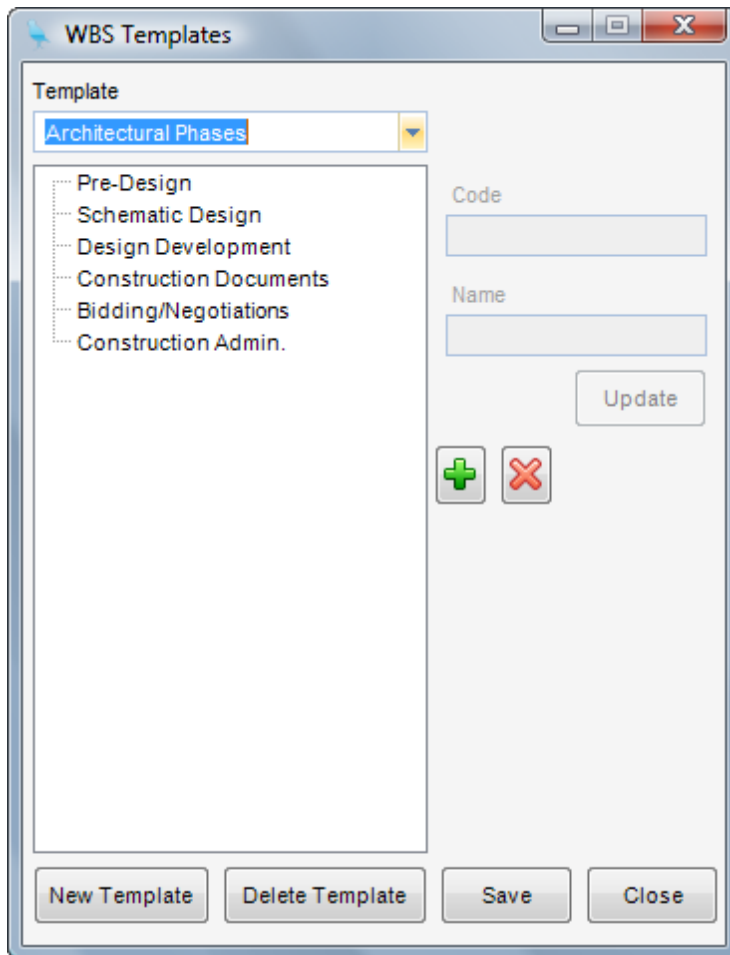 WBS Templates
Template
Architectural Phases
Pre-Design
Schematic Design
Design Development
Construction Documents
Bidding/Negotiations
Construction Admin.
Code
Name
Update
New Template
Delete Template
Save
Close